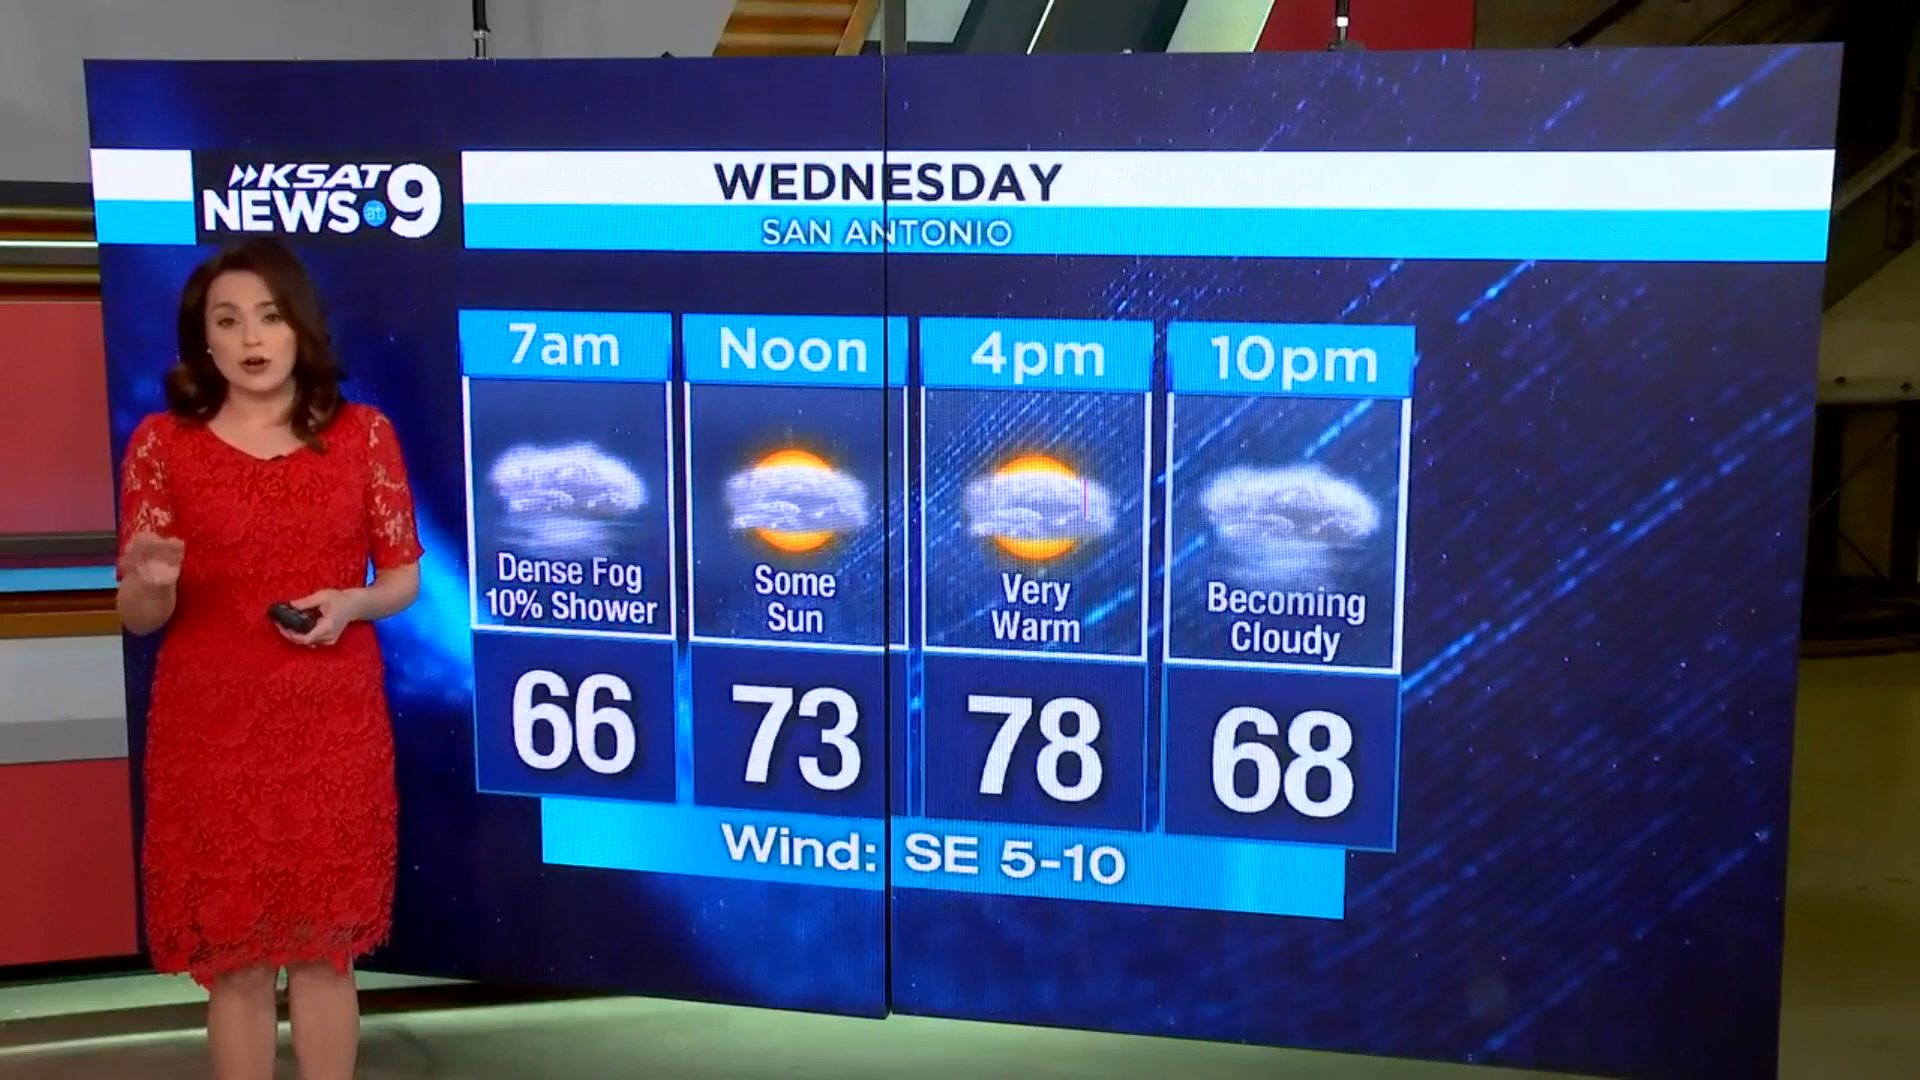 KSAT
NEWS at 9
WEDNESDAY
SAN ANTONIO
7am
Dense Fog
10% Shower
66
Noon
Some
Sun
73
4pm
Very
Warm
78
10pm
Becoming
Cloudy
68
Wind: SE 5-10